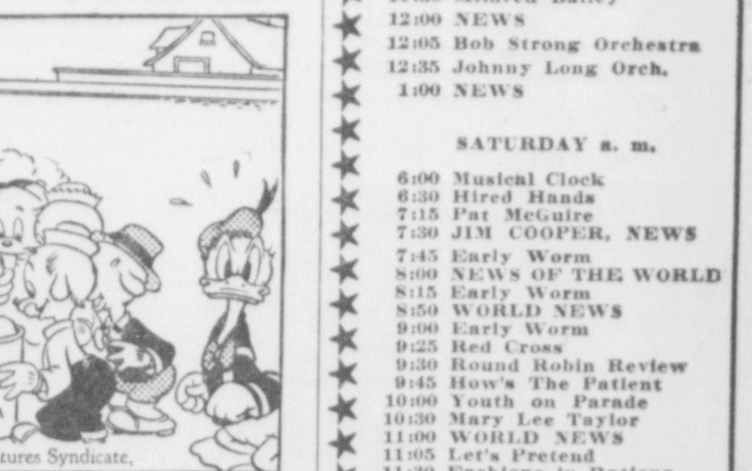 Mildred Bailey
12:00 NEWS
12:05 Bob Strong Orchestra
12:35 Johnny Long Orch.
1:00 NEWS
SATURDAY a. m.
6:00 Musical Clock
6:30 Hired Hands
7:15 Pat McGuire
7:30 JIM COOPER, NEWS
7:45 Early Worm
8:00 NEWS OF THE WORLD
8:15 Early Worm
8:50 WORLD NEWS
9:00 Early Worm
9:25 Red Cross
9:30 Round Robin Review
9:45 How's The Patient
10:00 Youth on Parade
10:30 Mary Lee Taylor
11:00 WORLD NEWS
11:05 Let's Pretend
tures Syndicate,